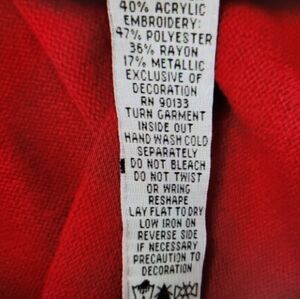 40% ACRYLIC
EMBROIDERY:
47% POLYESTER
36% RAYON
17% METALLIC
EXCLUSIVE OF
DECORATION
RN 90133
TURN GARMENT
INSIDE OUT
HAND WASH COLD
SEPARATELY
DO NOT BLEACH
DO NOT TWIST
OR WRING
RESHAPE
LAY FLAT TO DRY
LOW IRON ON
REVERSE SIDE
IF NECESSARY
PRECAUTION TO
DECORATION